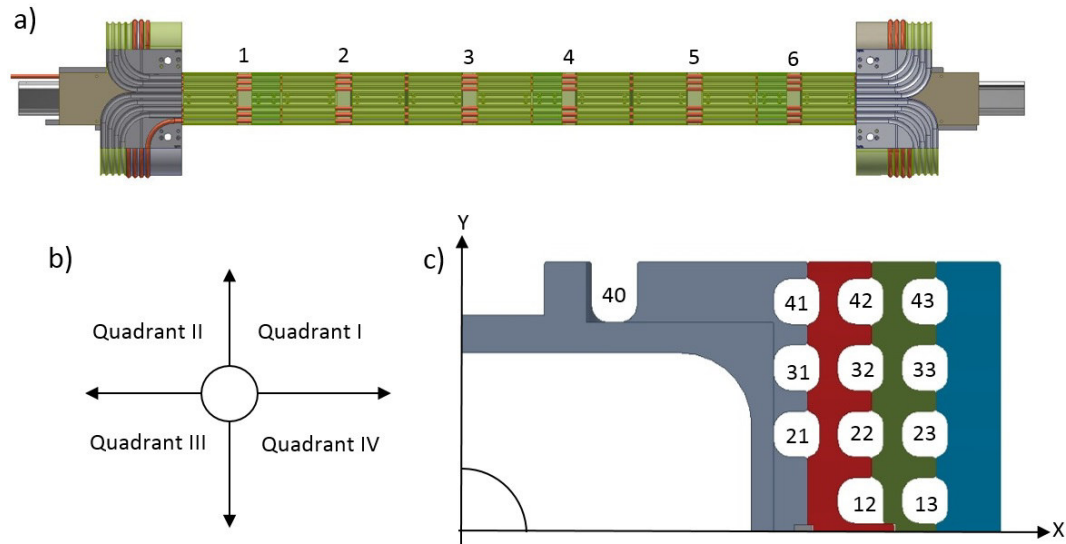 a)
1 2 3 4 5 6
b)
Quadrant II Quadrant I
Quadrant III Quadrant IV
c)
Y
40 41 42 43
31 32 33
21 22 23
12 13
X